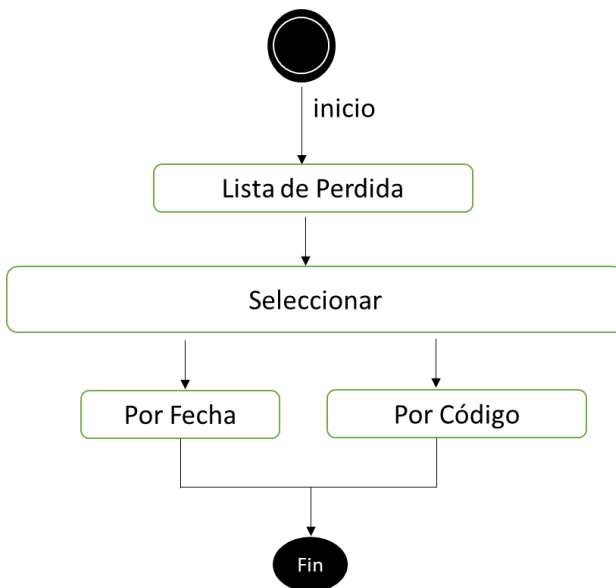 inicio
Lista de Perdida
Seleccionar
Por Fecha
Por Código
Fin